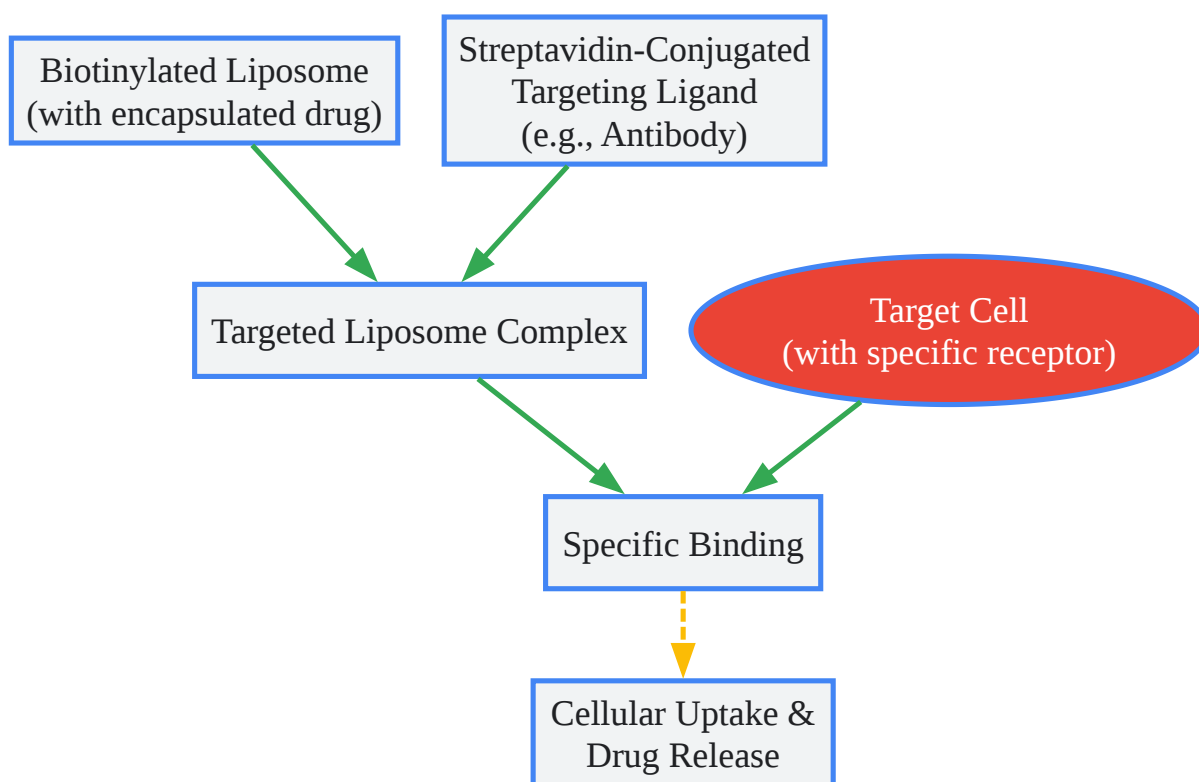 Biotinylated Liposome
(with encapsulated drug)
Streptavidin-Conjugated
Targeting Ligand
(e.g., Antibody)
Targeted Liposome Complex
Target Cell
(with specific receptor)
Specific Binding
Cellular Uptake &
Drug Release